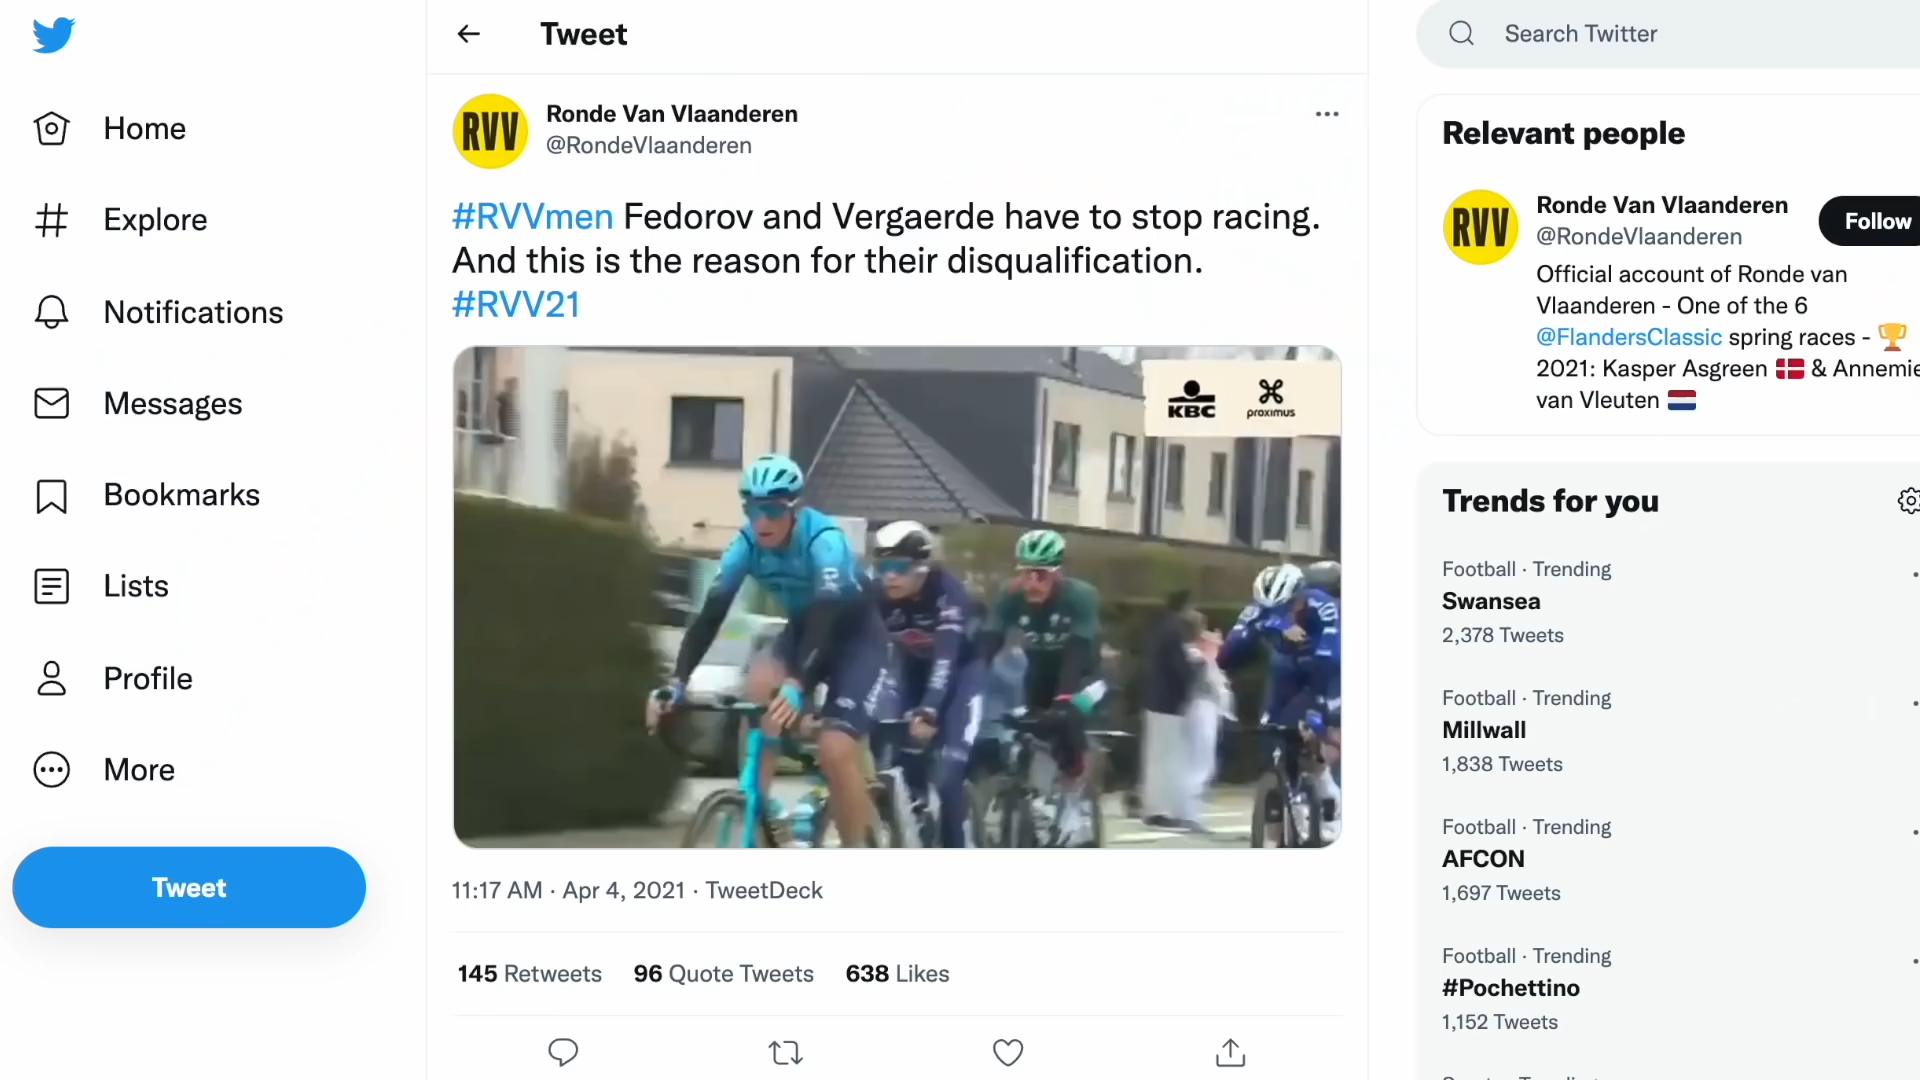 Home
Explore
Notifications
Messages
Bookmarks
Lists
Profile
More
Tweet
Tweet
RVV
Ronde Van Vlaanderen
@RondeVlaanderen
#RVVmen Fedorov and Vergaerde have to stop racing.
And this is the reason for their disqualification.
#RVV21
KBC
proximus
11:17 AM · Apr 4, 2021 · TweetDeck
145 Retweets 96 Quote Tweets 638 Likes
Search Twitter
Relevant people
RVV
Ronde Van Vlaanderen
@RondeVlaanderen
Follow
Official account of Ronde van
Vlaanderen - One of the 6
@FlandersClassic spring races - 🏆
2021: Kasper Asgreen 🇩🇰 & Annemie
van Vleuten 🇳🇱
Trends for you
Football · Trending
Swansea
2,378 Tweets
Football · Trending
Millwall
1,838 Tweets
Football · Trending
AFCON
1,697 Tweets
Football · Trending
#Pochettino
1,152 Tweets